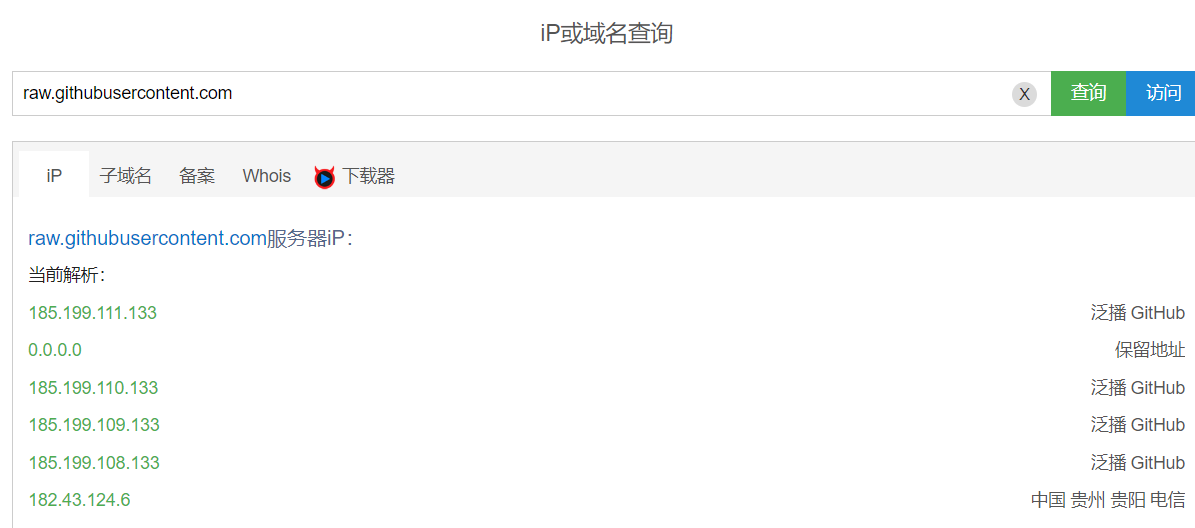 iP或域名查询
raw.githubusercontent.com X 查询 访问
iP 子域名 备案 Whois 下载器
raw.githubusercontent.com服务器iP：
当前解析：
185.199.111.133 泛播 GitHub
0.0.0.0 保留地址
185.199.110.133 泛播 GitHub
185.199.109.133 泛播 GitHub
185.199.108.133 泛播 GitHub
182.43.124.6 中国 贵州 贵阳 电信